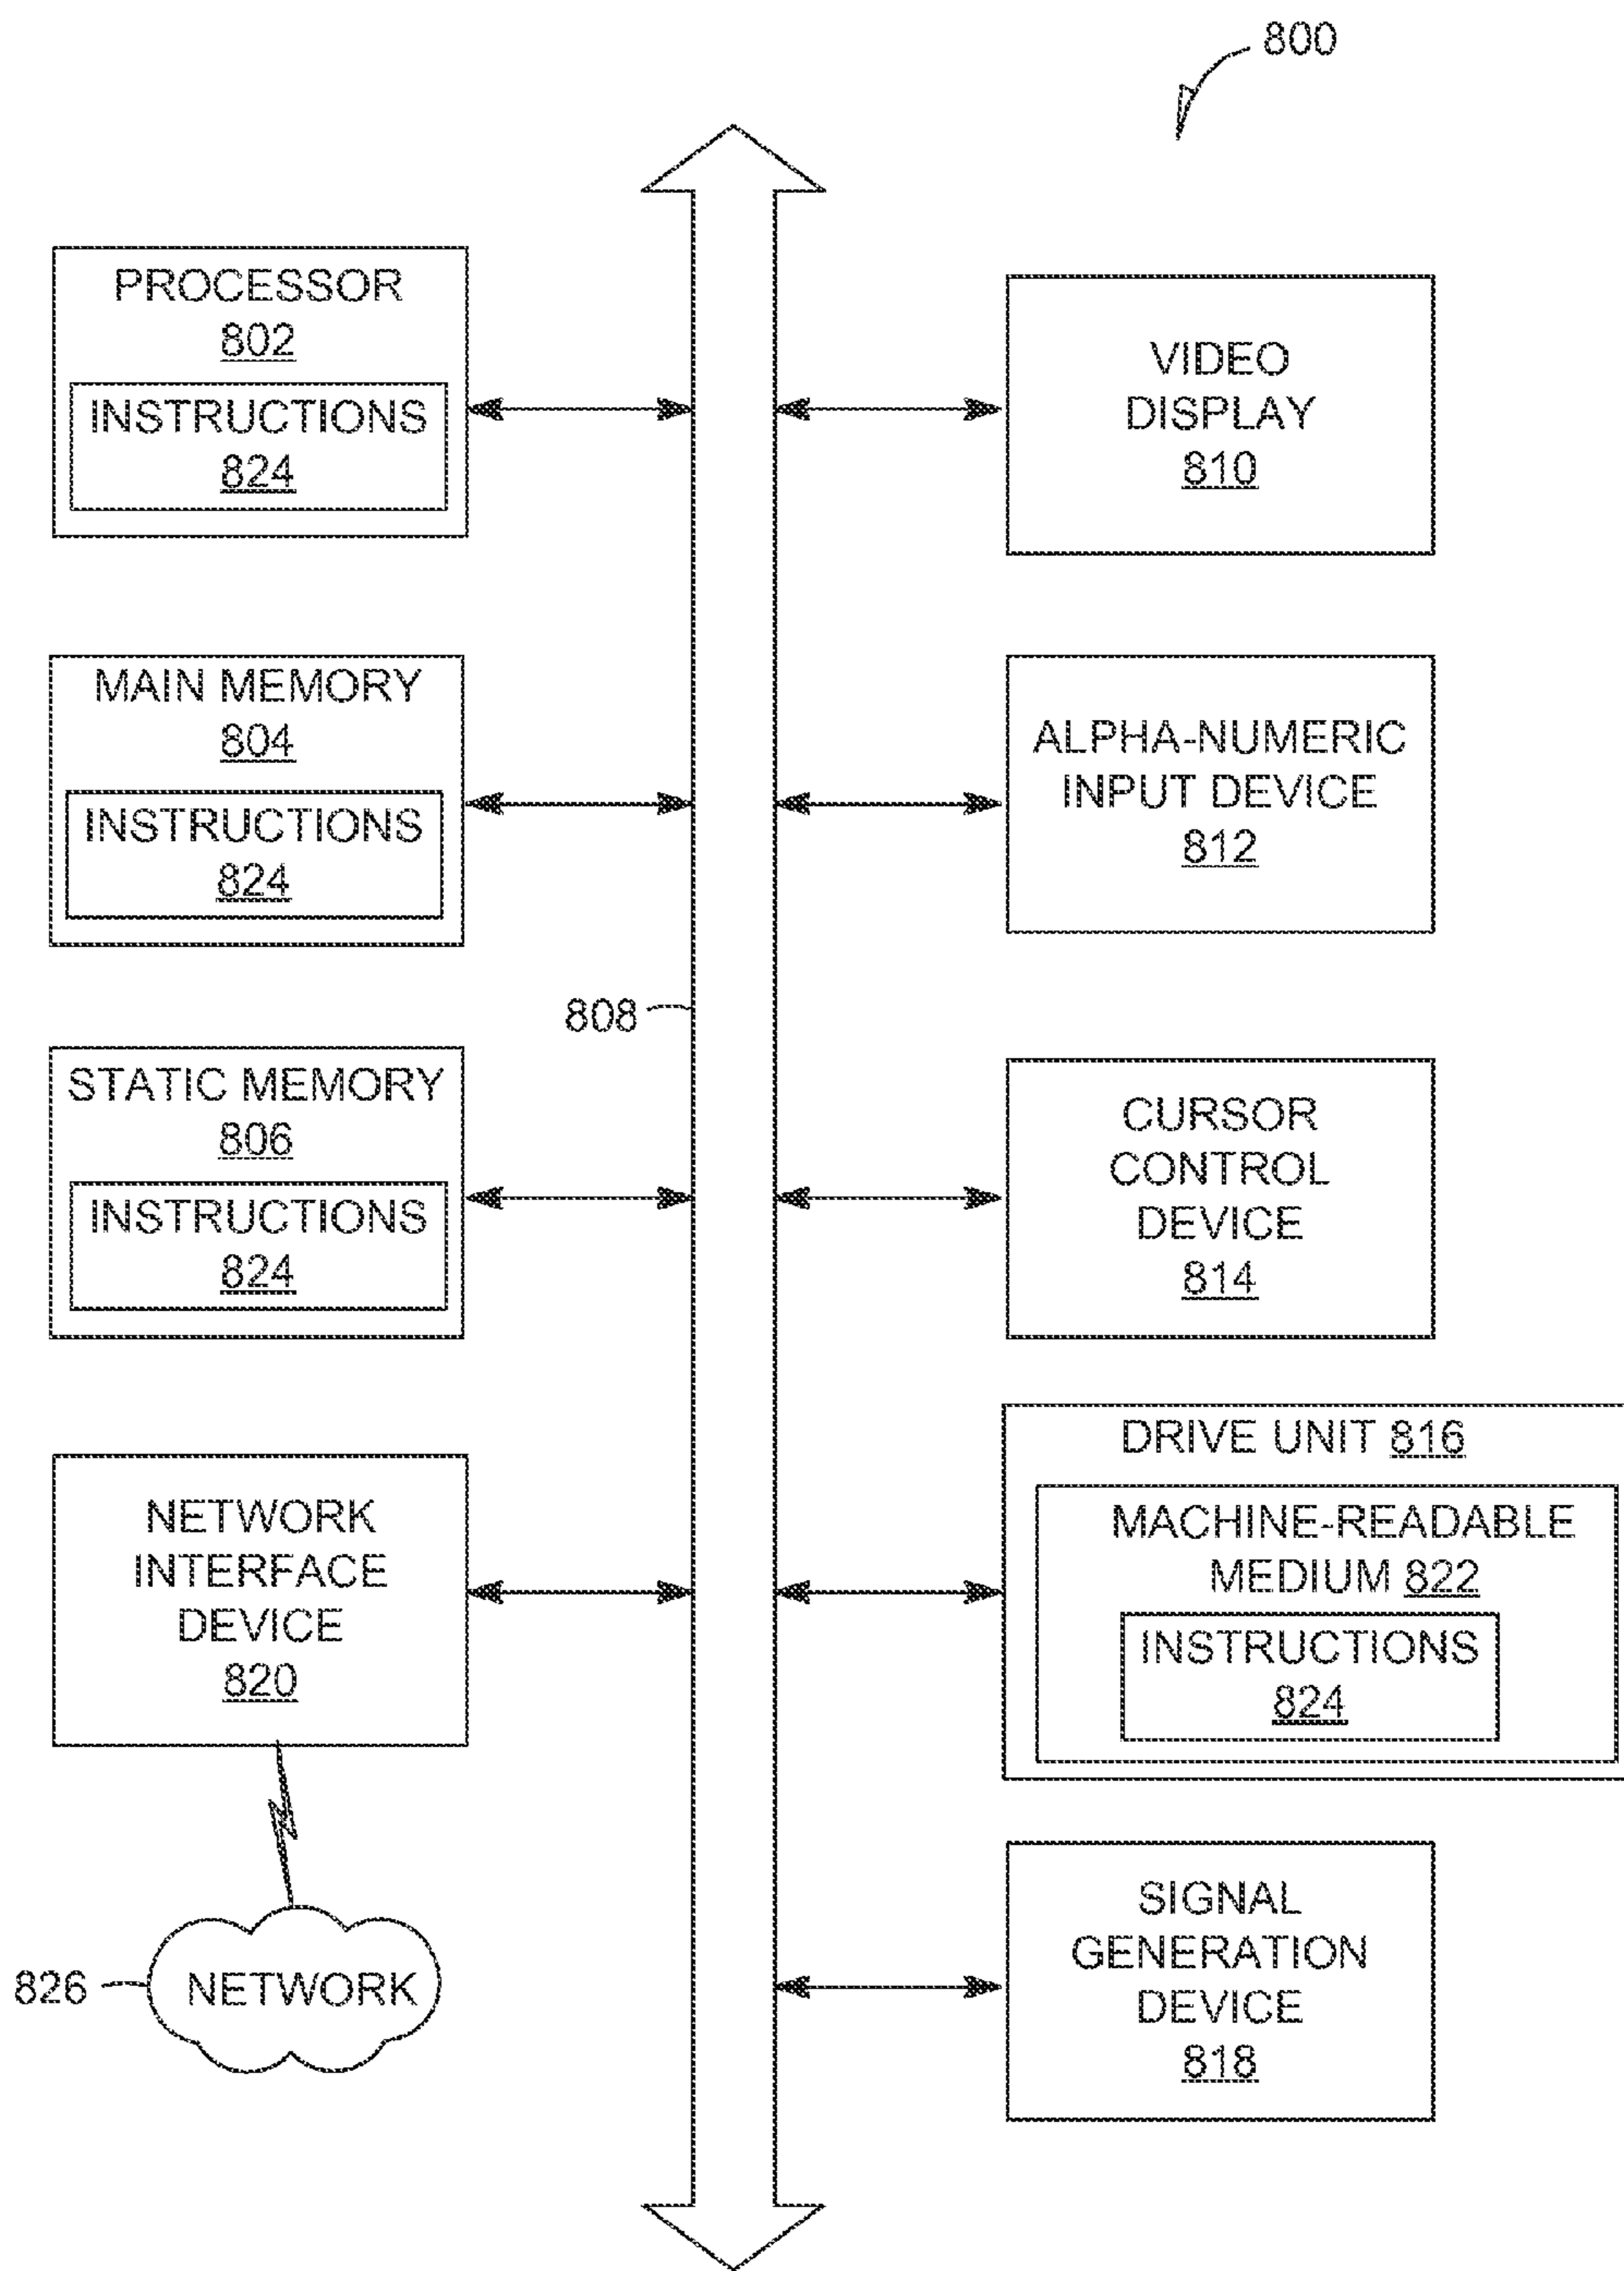 800
PROCESSOR
802
INSTRUCTIONS
824
MAIN MEMORY
804
INSTRUCTIONS
824
808
STATIC MEMORY
806
INSTRUCTIONS
824
NETWORK
INTERFACE
DEVICE
820
826
NETWORK
VIDEO
DISPLAY
810
ALPHA-NUMERIC
INPUT DEVICE
812
CURSOR
CONTROL
DEVICE
814
DRIVE UNIT 816
MACHINE-READABLE
MEDIUM 822
INSTRUCTIONS
824
SIGNAL
GENERATION
DEVICE
818